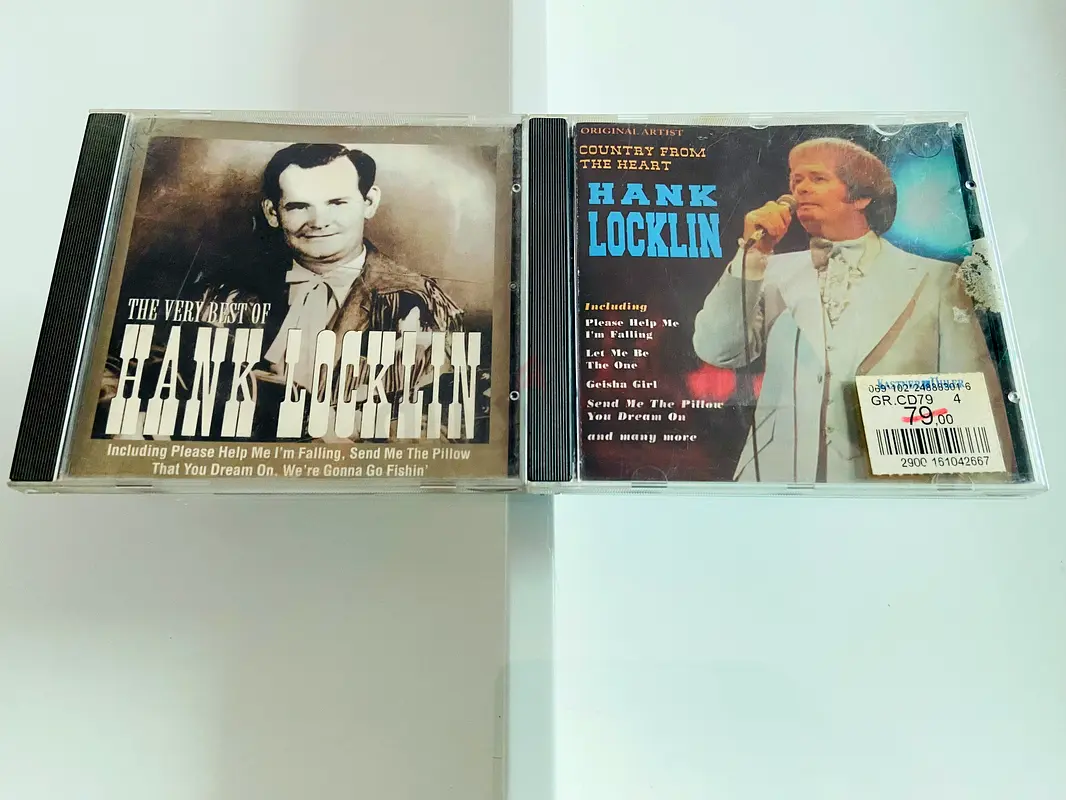 THE VERY BEST OF
HANK LOCKLIN
Including Please Help Me I'm Falling, Send Me The Pillow
That You Dream On, We're Gonna Go Fishin'
ORIGINAL ARTIST
COUNTRY FROM
THE HEART
HANK
LOCKLIN
Including
Please Help Me
I'm Falling
Let Me Be
The One
Geisha Girl
Send Me The Pillow
You Dream On
and many more
GR.CD79 4
79,00
2900 161042667